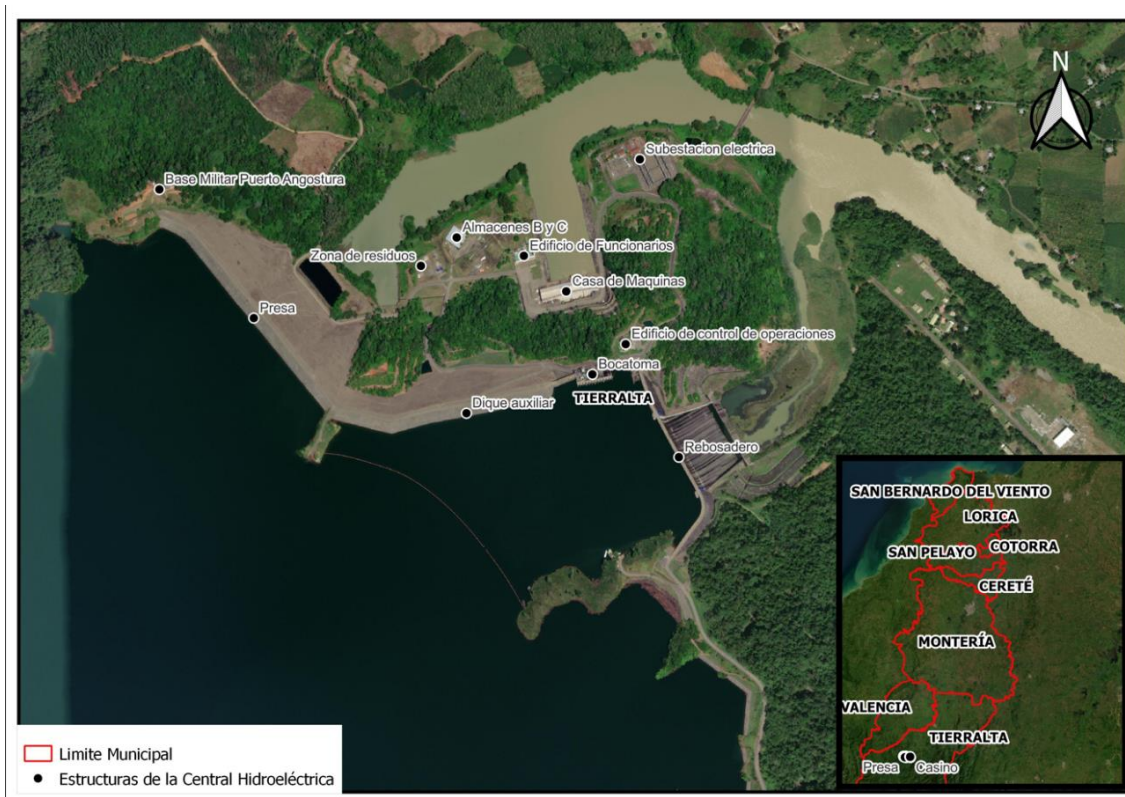 N
Subestacion electrica
Base Militar Puerto Angostura
Almacenes B y C
Edificio de Funcionarios
Zona de residuos
Casa de Maquinas
Presa
Edificio de control de operaciones
Bocatoma
TIERRALTA
Dique auxiliar
Rebosadero
SAN BERNARDO DEL VIENTO
LORICA
SAN PELAYO
COTORRA
CERETÉ
MONTERÍA
VALENCIA
TIERRALTA
Presa
Casino
Limite Municipal
Estructuras de la Central Hidroeléctrica